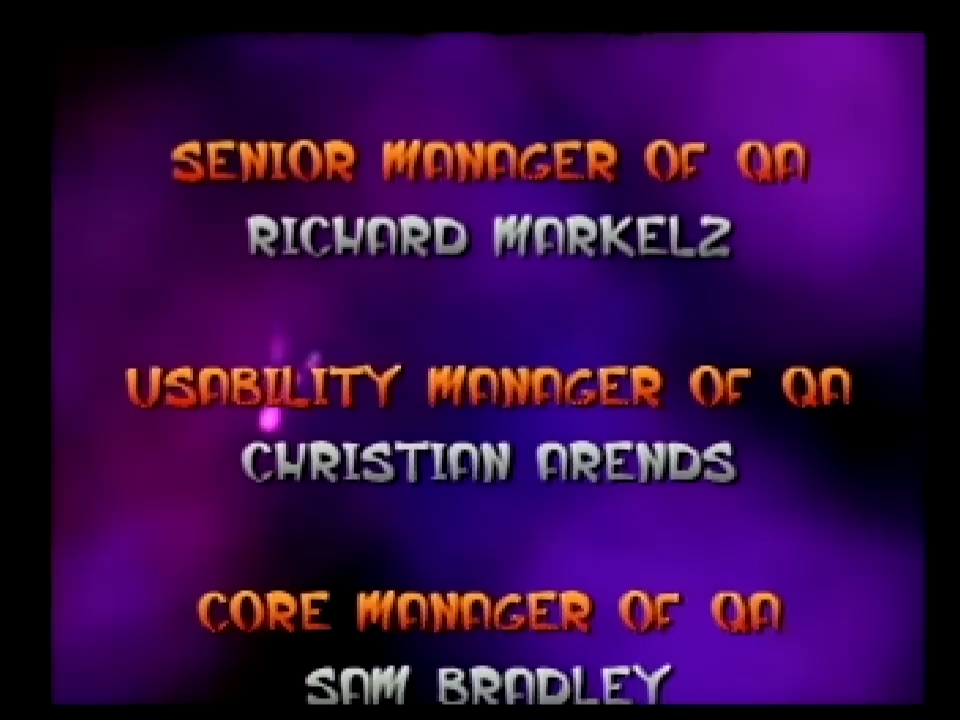 SENIOR MANAGER OF QA
RICHARD MARKELZ
USABILITY MANAGER OF QA
CHRISTIAN ARENDS
CORE MANAGER OF QA
SAM BRADLEY